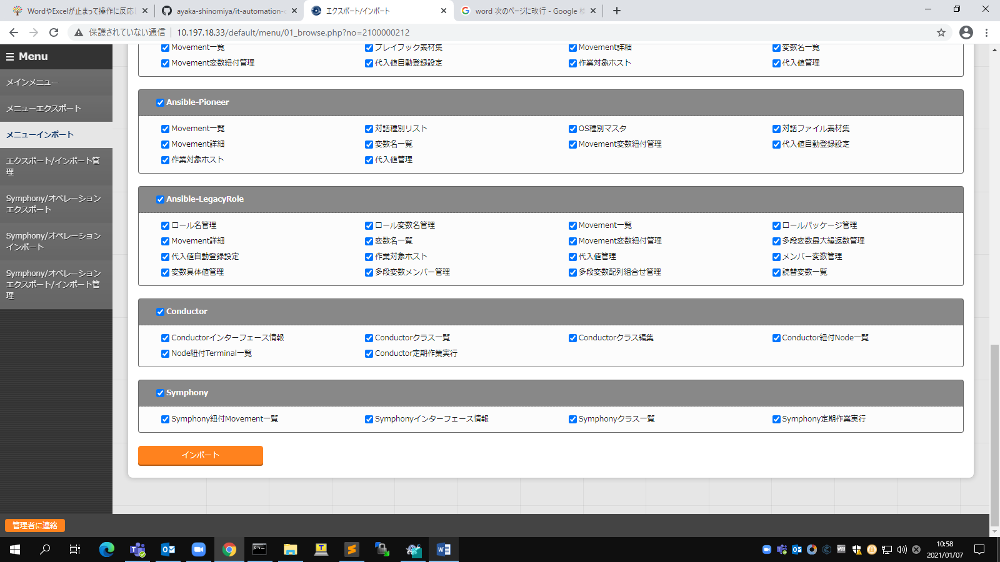 WordやExcelが止まって操作に反応し
ayaka-shinomiya/it-automation-
エクスポート/インポート
word 次のページに改行 - Google 検
保護されていない通信
10.197.18.33/default/menu/01_browse.php?no=2100000212
Menu
メインメニュー
メニューエクスポート
メニューインポート
エクスポート/インポート管
理
Symphony/オペレーション
エクスポート
Symphony/オペレーション
インポート
Symphony/オペレーション
エクスポート/インポート管
理
Movement一覧 プレイブック素材集 Movement詳細 変数名一覧
Movement変数紐付管理 代入値自動登録設定 作業対象ホスト 代入値管理
Ansible-Pioneer
Movement一覧 対話種別リスト OS種別マスタ 対話ファイル素材集
Movement詳細 変数名一覧 Movement変数紐付管理 代入値自動登録設定
作業対象ホスト 代入値管理
Ansible-LegacyRole
ロール名管理 ロール変数名管理 Movement一覧 ロールパッケージ管理
Movement詳細 変数名一覧 Movement変数紐付管理 多段変数最大繰返数管理
代入値自動登録設定 作業対象ホスト 代入値管理 メンバー変数管理
変数具体値管理 多段変数メンバー管理 多段変数配列組合せ管理 読替変数一覧
Conductor
Conductorインターフェース情報 Conductorクラス一覧 Conductorクラス編集 Conductor紐付Node一覧
Node紐付Terminal一覧 Conductor定期作業実行
Symphony
Symphony紐付Movement一覧 Symphonyインターフェース情報 Symphonyクラス一覧 Symphony定期作業実行
インポート
管理者に連絡
10:58
2021/01/07